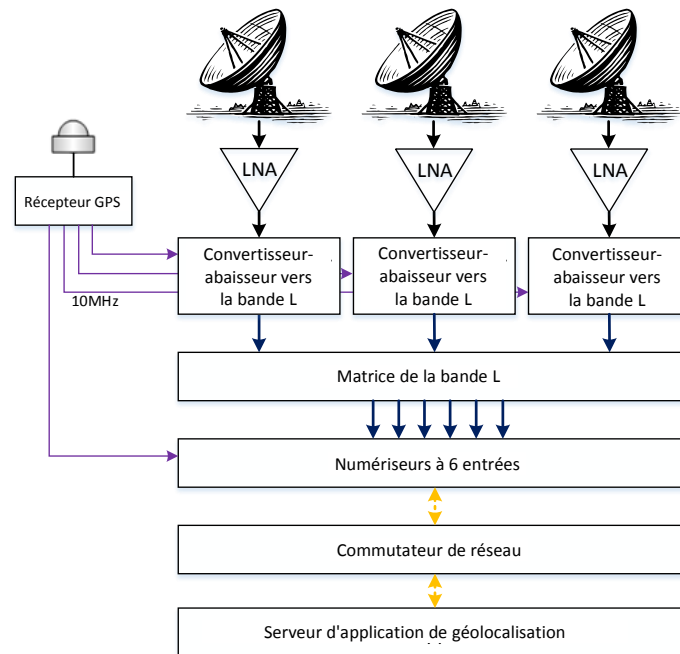 LNA
LNA
LNA
Récepteur GPS
10MHz
Convertisseur-
abaisseur vers
la bande L
Convertisseur-
abaisseur vers
la bande L
Convertisseur-
abaisseur vers
la bande L
Matrice de la bande L
Numériseurs à 6 entrées
Commutateur de réseau
Serveur d'application de géolocalisation